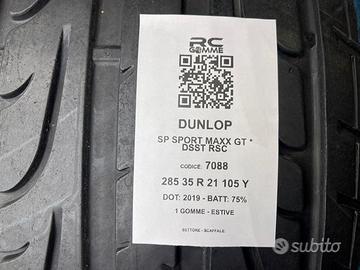 RC
GOMME
DUNLOP
SP SPORT MAXX GT *
DSST RSC
CODICE: 7088
285 35 R 21 105 Y
DOT: 2019 - BATT: 75%
1 GOMME - ESTIVE
SETTORE: - SCAFFALE:
subito